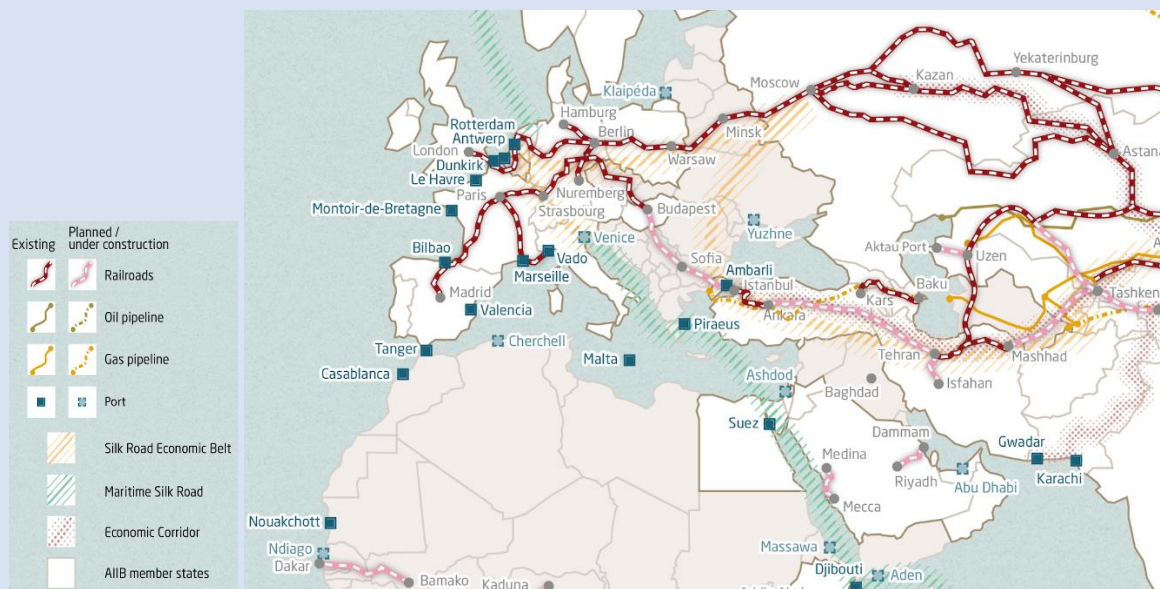 Existing
Planned /
under construction
Railroads
Oil pipeline
Gas pipeline
Port
Silk Road Economic Belt
Maritime Silk Road
Economic Corridor
AIIB member states
Yekaterinburg
Kazan
Moscow
Klaipéda
Hamburg
Rotterdam
Antwerp
Berlin
Minsk
London
Dunkirk
Warsaw
Astana
Le Havre
Paris
Nuremberg
Strasbourg
Budapest
Montoir-de-Bretagne
Yuzhne
Venice
Aktau Port
Uzen
Bilbao
Vado
Marseille
Sofia
Ambarli
Istanbul
Baku
Kars
Tashken
Madrid
Valencia
Ankara
Piraeus
Tanger
Cherchell
Malta
Tehran
Mashhad
Casablanca
Ashdod
Baghdad
Isfahan
Suez
Dammam
Gwadar
Medina
Riyadh
Abu Dhabi
Karachi
Mecca
Nouakchott
Ndiago
Dakar
Massawa
Djibouti
Aden
Bamako
Kaduna